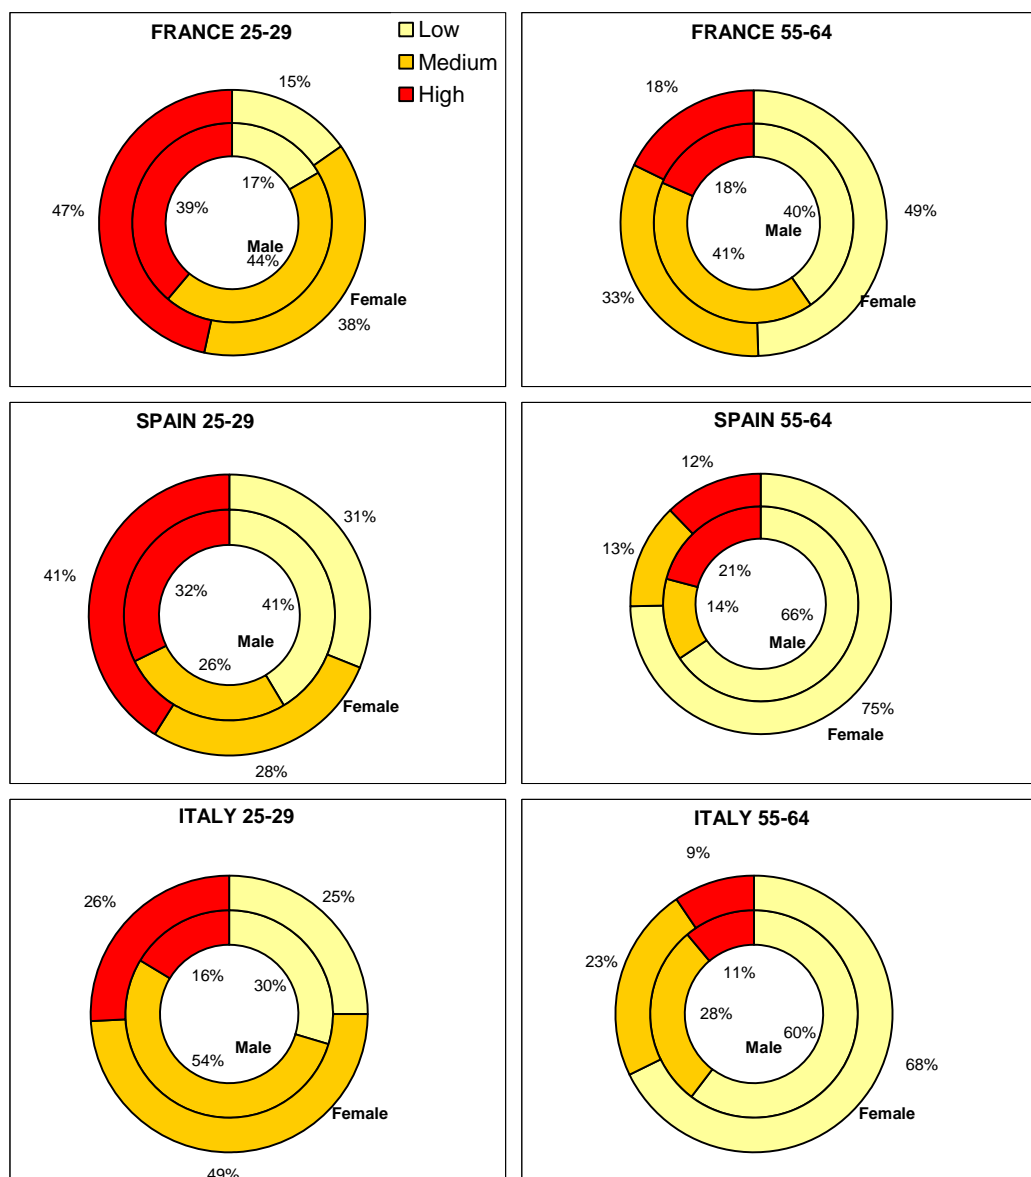 FRANCE 25-29
Low
Medium
High
15%
17%
47%
39%
Male
44%
Female
38%
FRANCE 55-64
18%
18%
40%
49%
Male
41%
33%
Female
SPAIN 25-29
31%
41%
32%
41%
Male
26%
Female
28%
SPAIN 55-64
12%
13%
21%
14%
66%
Male
75%
Female
ITALY 25-29
26%
25%
16%
30%
Male
54%
Female
49%
ITALY 55-64
9%
23%
11%
28%
60%
Male
68%
Female